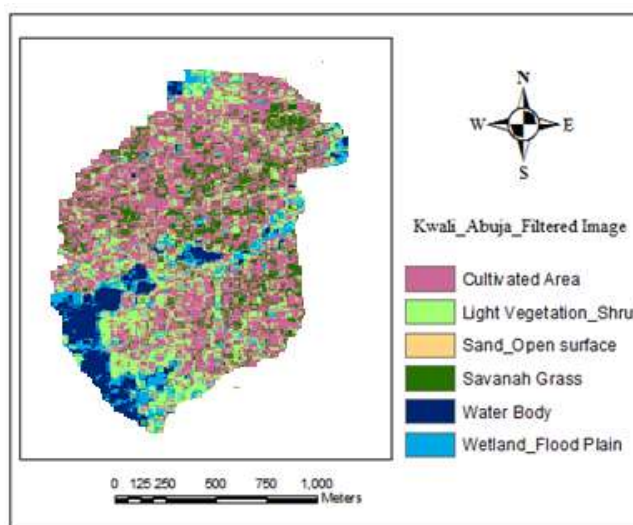 N
W E
S
Kwali_Abuja_Filtered Image
Cultivated Area
Light Vegetation_Shru
Sand_Open surface
Savanah Grass
Water Body
Wetland_Flood Plain
0 125 250 500 750 1,000
Meters